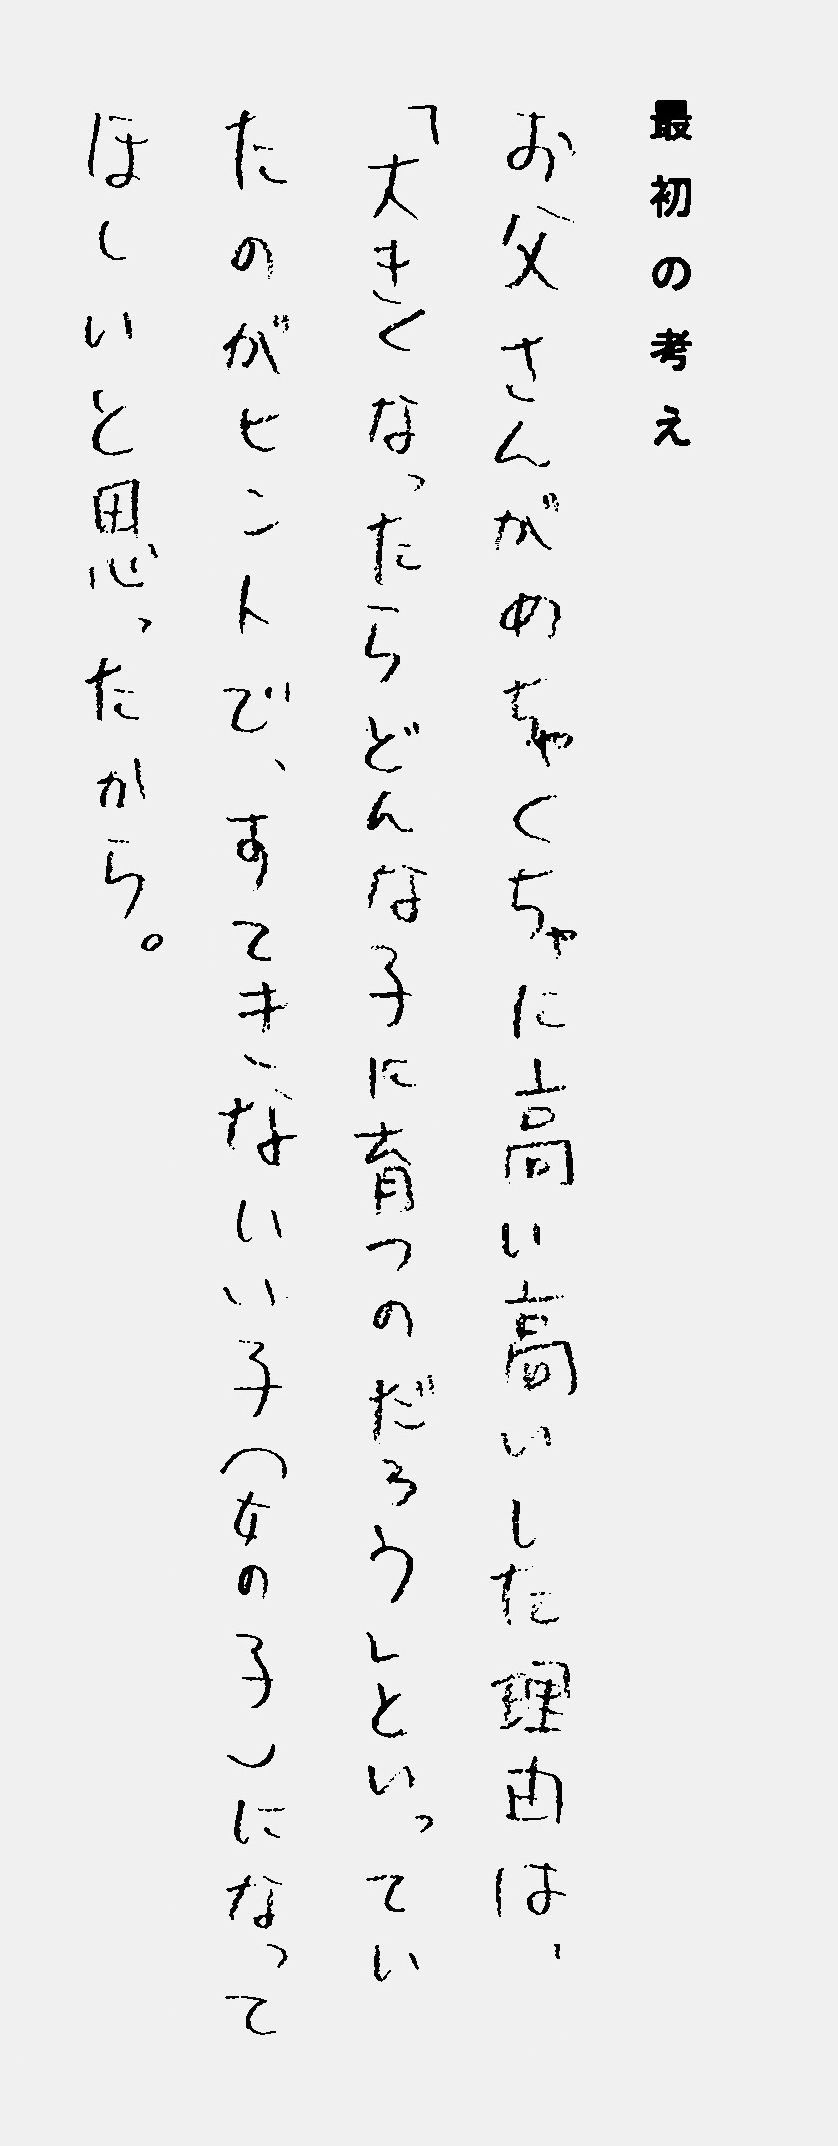 最初の考え
お父さんがめちゃくちゃに高い高いした理由は、
「大きくなったらどんな子に育つのだろう」といってい
たのがヒントで、すてきないい子(女の子)になって
ほしいと思ったから。